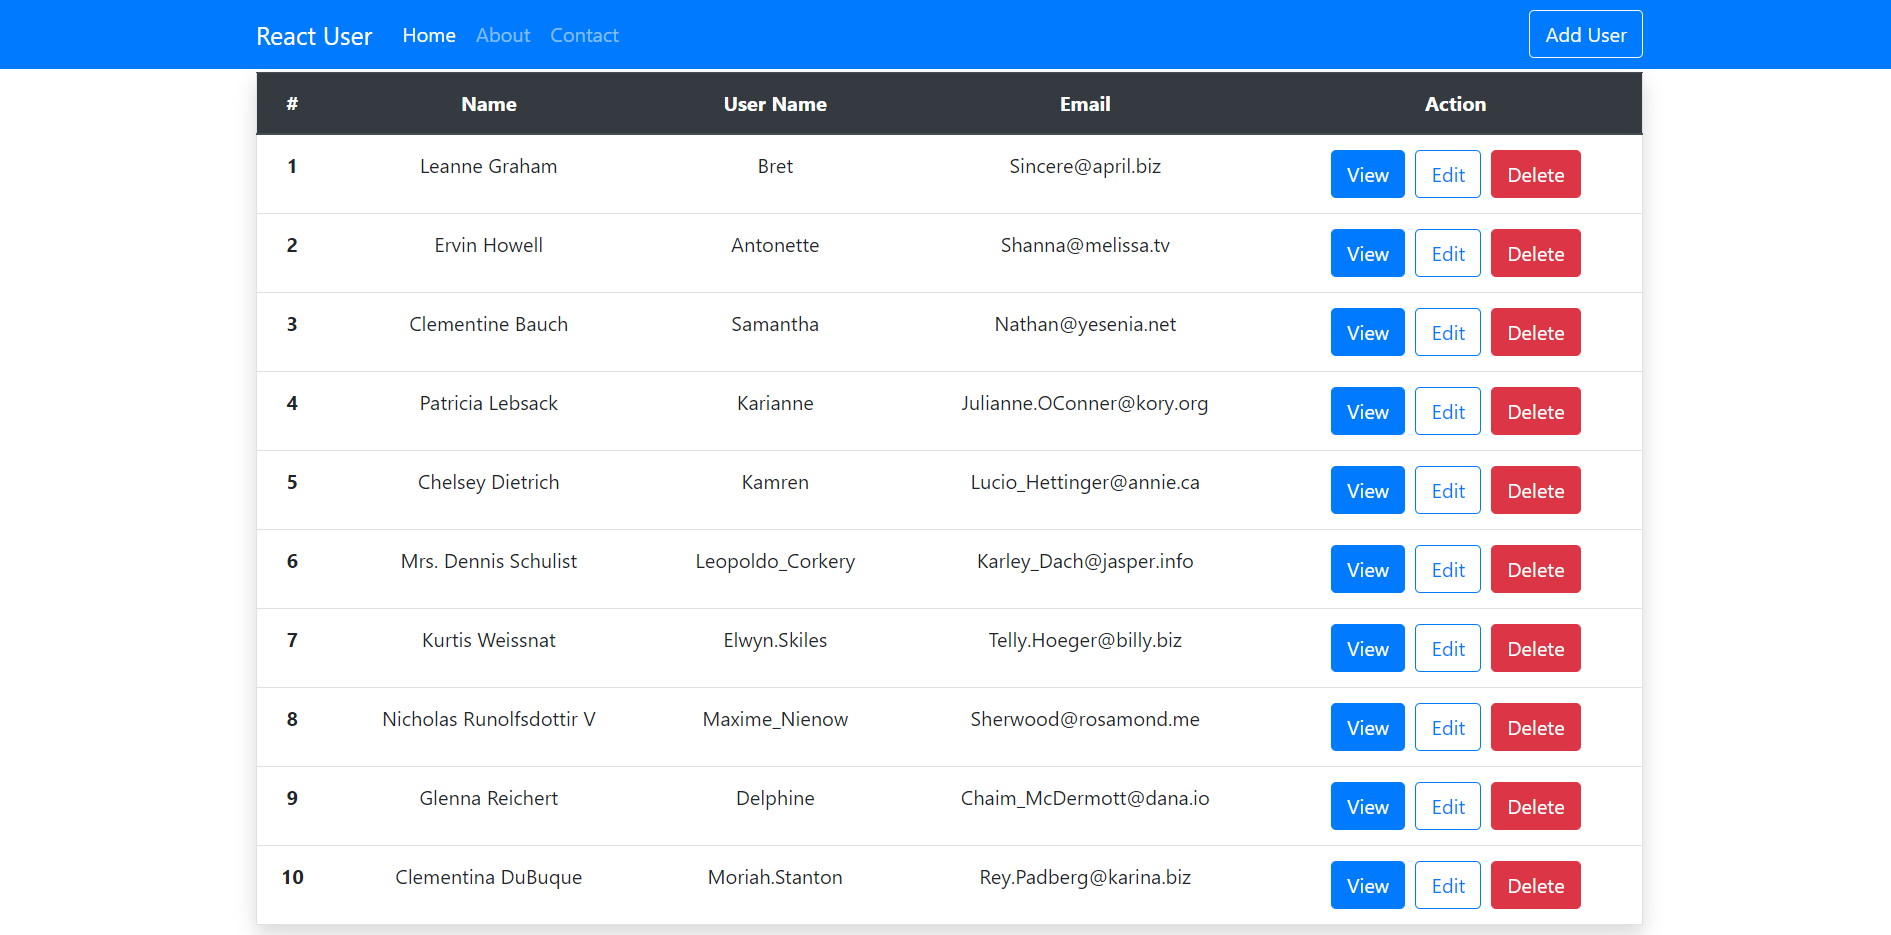 React User Home About Contact Add User
# Name User Name Email Action
1 Leanne Graham Bret Sincere@april.biz View Edit Delete
2 Ervin Howell Antonette Shanna@melissa.tv View Edit Delete
3 Clementine Bauch Samantha Nathan@yesenia.net View Edit Delete
4 Patricia Lebsack Karianne Julianne.OConner@kory.org View Edit Delete
5 Chelsey Dietrich Kamren Lucio_Hettinger@annie.ca View Edit Delete
6 Mrs. Dennis Schulist Leopoldo_Corkery Karley_Dach@jasper.info View Edit Delete
7 Kurtis Weissnat Elwyn.Skiles Telly.Hoeger@billy.biz View Edit Delete
8 Nicholas Runolfsdottir V Maxime_Nienow Sherwood@rosamond.me View Edit Delete
9 Glenna Reichert Delphine Chaim_McDermott@dana.io View Edit Delete
10 Clementina DuBuque Moriah.Stanton Rey.Padberg@karina.biz View Edit Delete